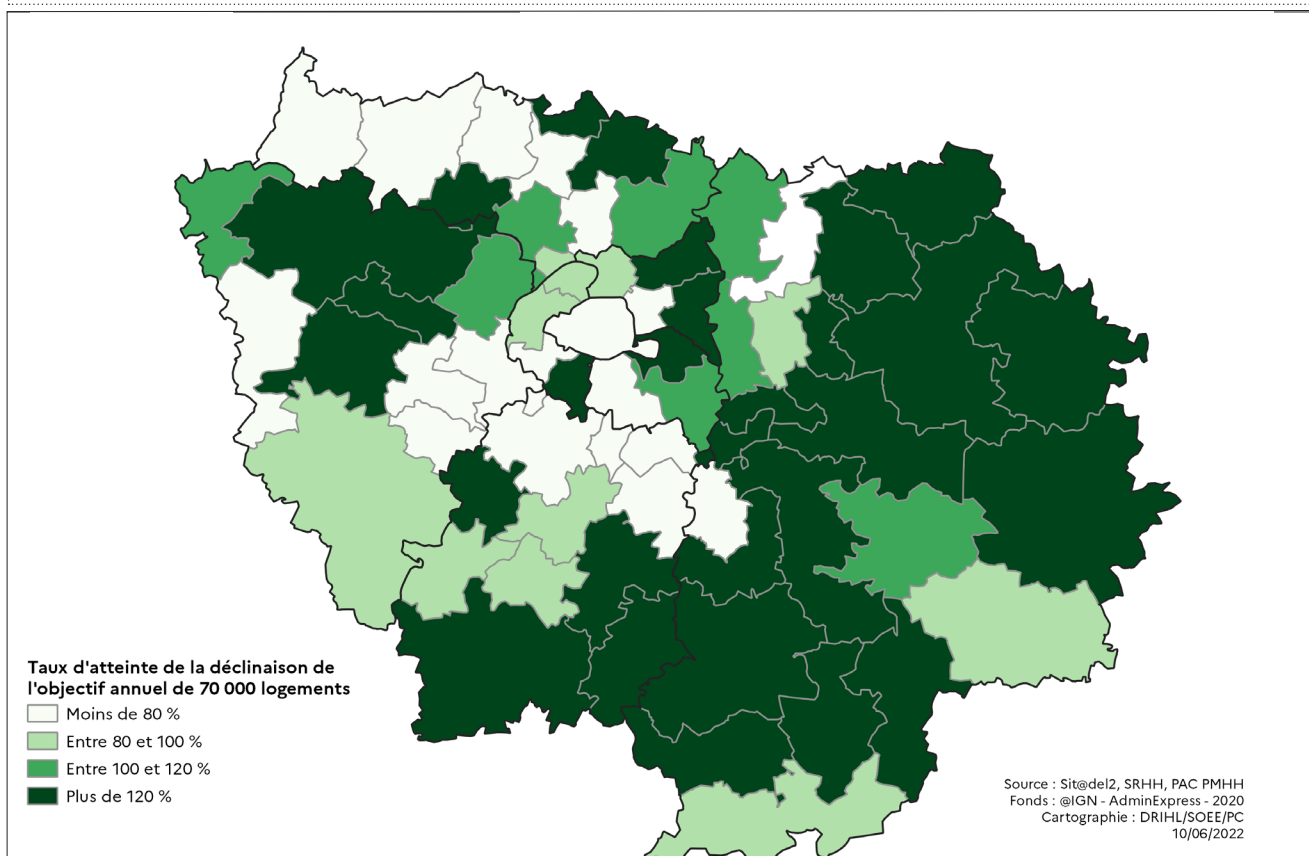 Taux d'atteinte de la déclinaison de
l'objectif annuel de 70 000 logements
Moins de 80 %
Entre 80 et 100 %
Entre 100 et 120 %
Plus de 120 %
Source : Sit@del2, SRHH, PAC PMHH
Fonds : @IGN - AdminExpress - 2020
Cartographie : DRIHL/SOEE/PC
10/06/2022